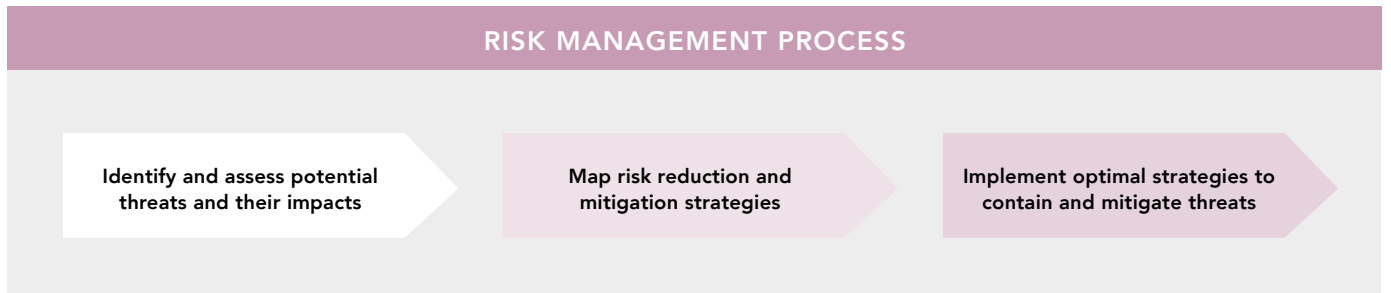 RISK MANAGEMENT PROCESS
Identify and assess potential
threats and their impacts
Map risk reduction and
mitigation strategies
Implement optimal strategies to
contain and mitigate threats